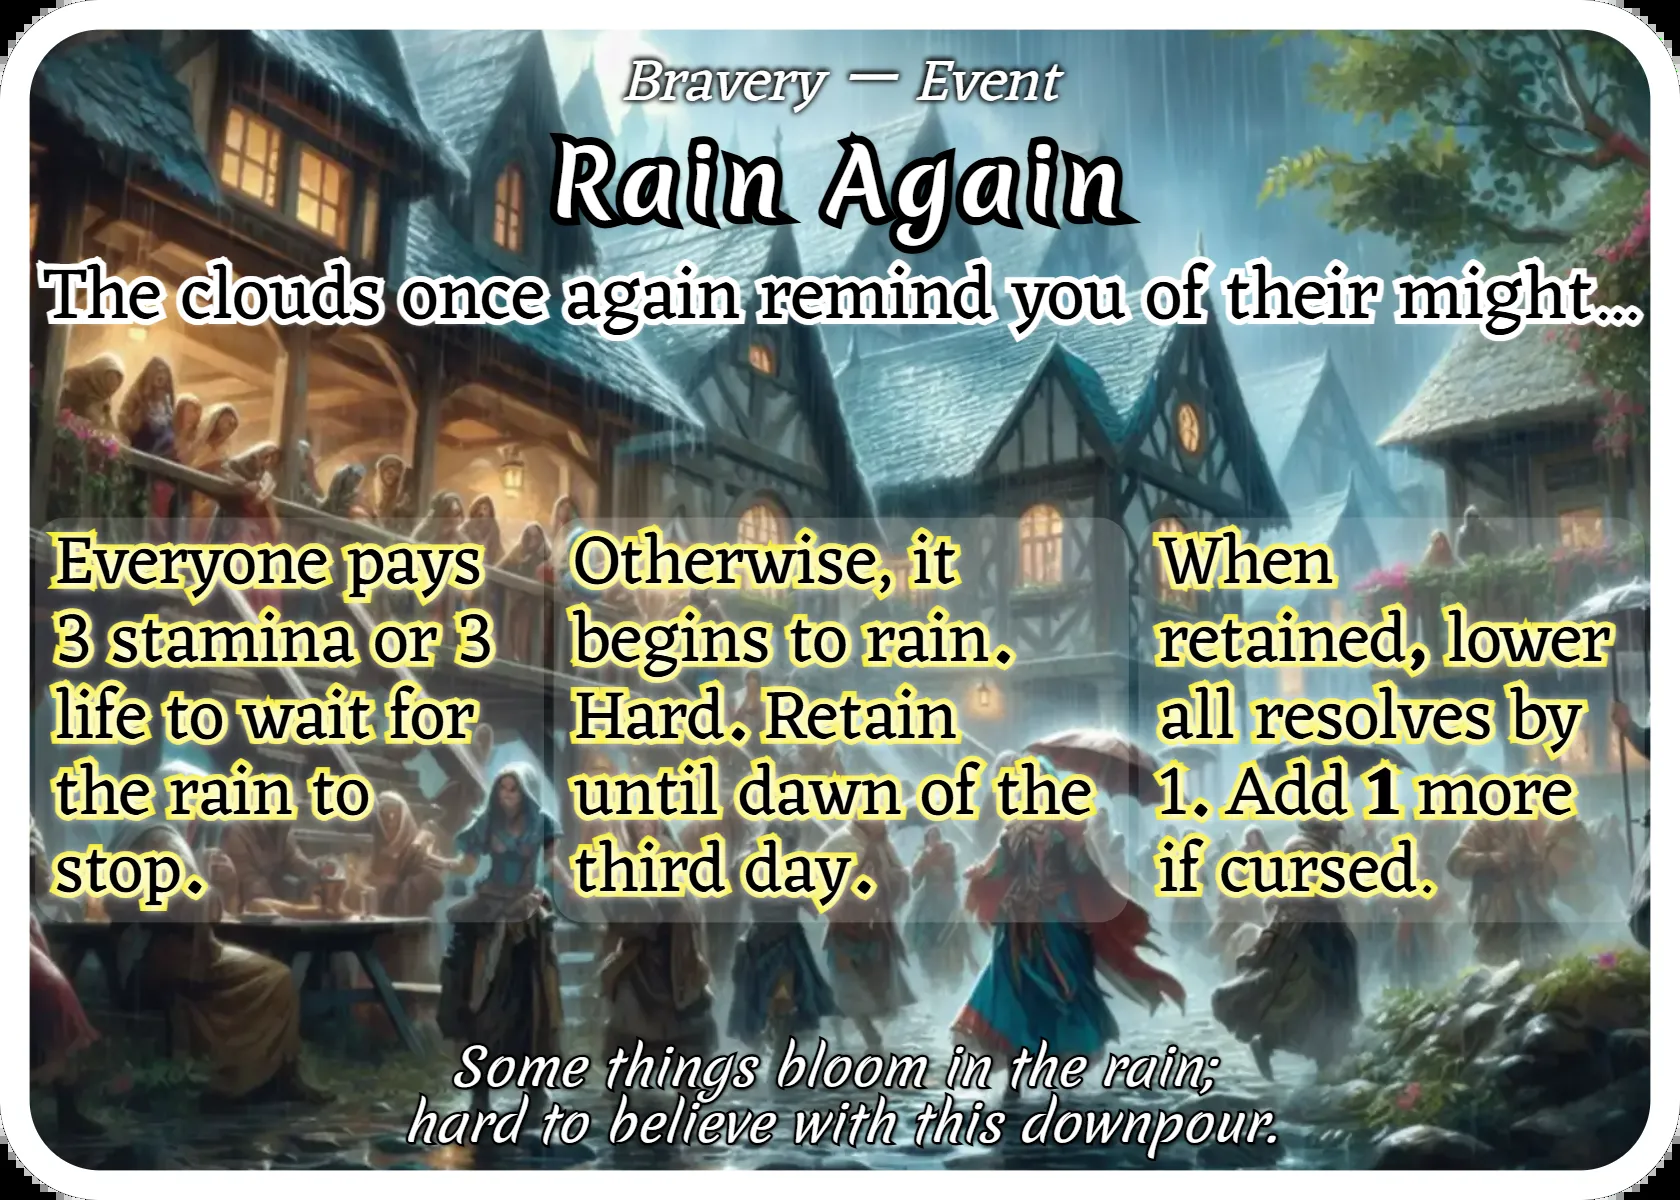 Bravery — Event
Rain Again
The clouds once again remind you of their might...
Everyone pays
3 stamina or 3
life to wait for
the rain to
stop.
Otherwise, it
begins to rain.
Hard. Retain
until dawn of the
third day.
When
retained, lower
all resolves by
1. Add 1 more
if cursed.
Some things bloom in the rain;
hard to believe with this downpour.